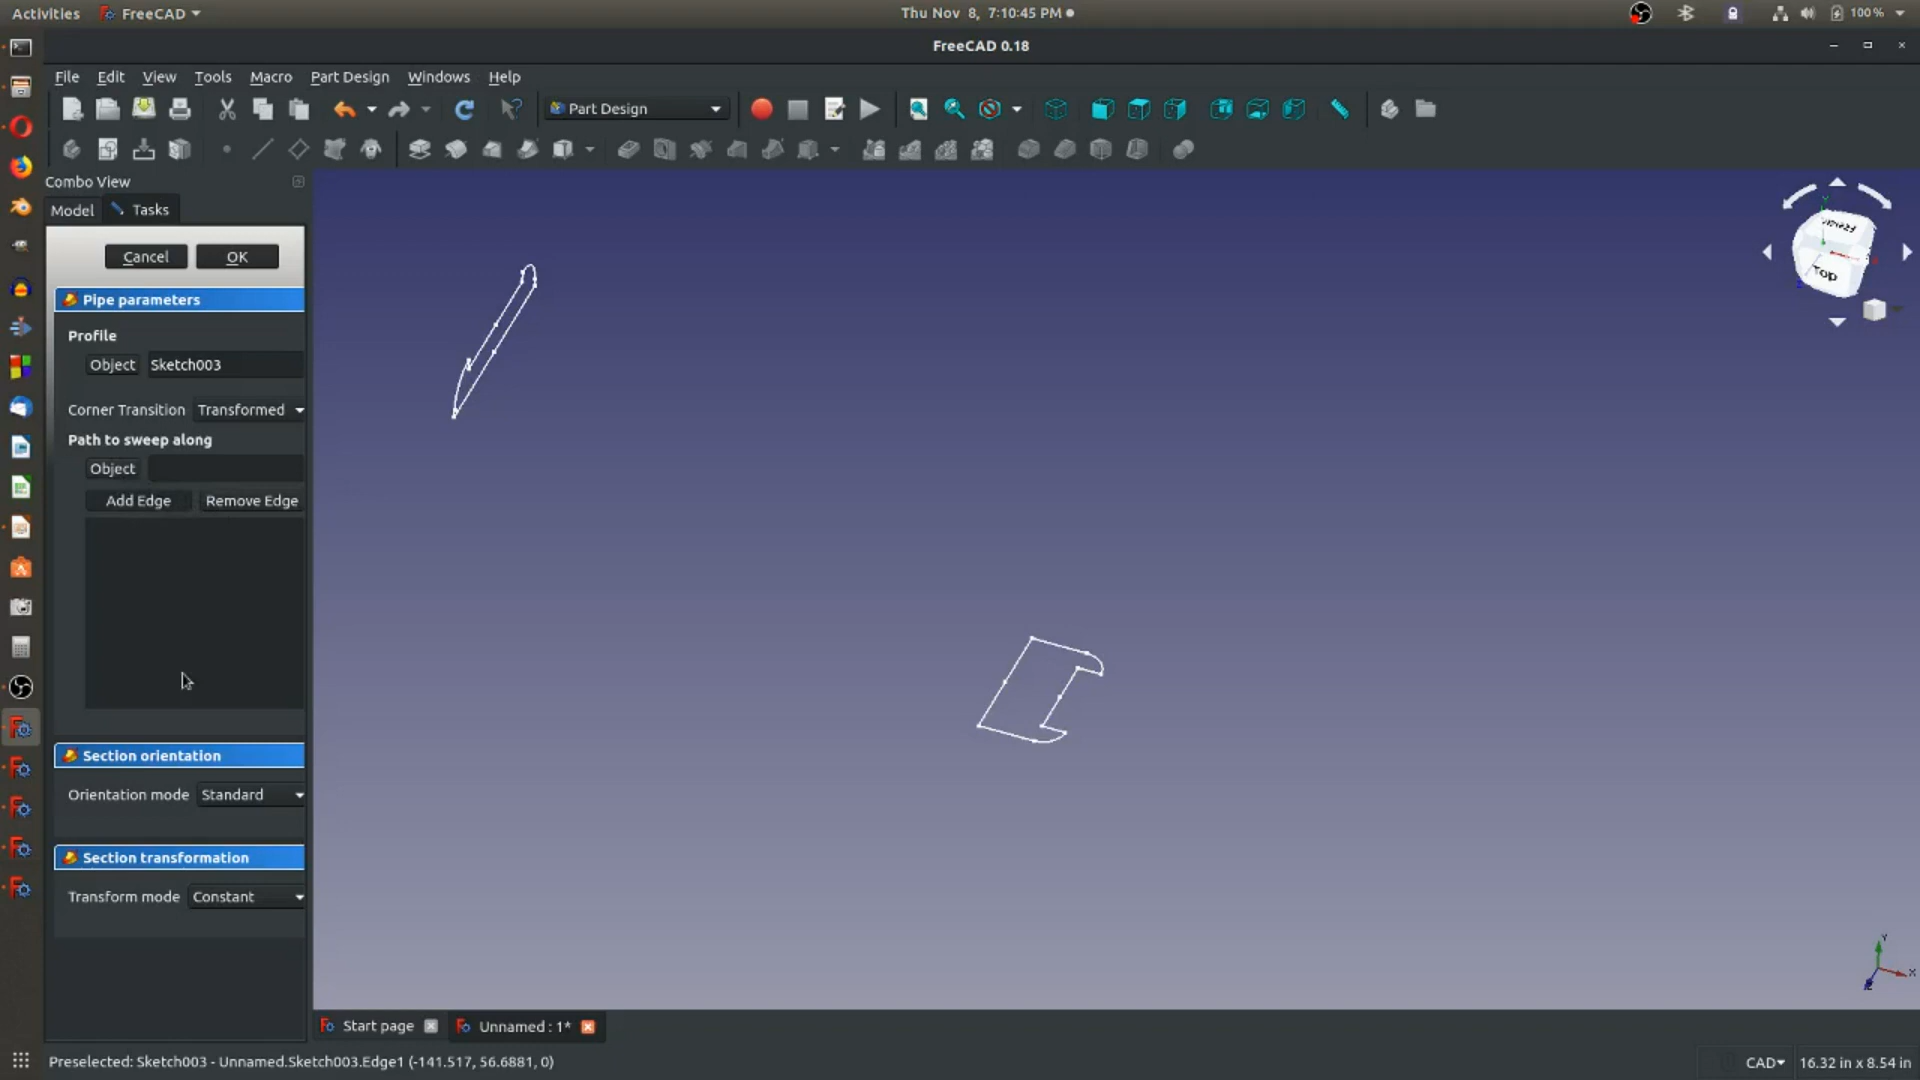 Activities FreeCAD Thu Nov 8, 7:10:45 PM 100%
FreeCAD 0.18
File Edit View Tools Macro Part Design Windows Help
Part Design
Combo View
Model Tasks
Cancel OK
Pipe parameters
Profile
Object Sketch003
Corner Transition Transformed
Path to sweep along
Object
Add Edge Remove Edge
Section orientation
Orientation mode Standard
Section transformation
Transform mode Constant
Top
Y
X
Start page Unnamed : 1*
Preselected: Sketch003 - Unnamed.Sketch003.Edge1 (-141.517, 56.6881, 0) CAD 16.32 in x 8.54 in